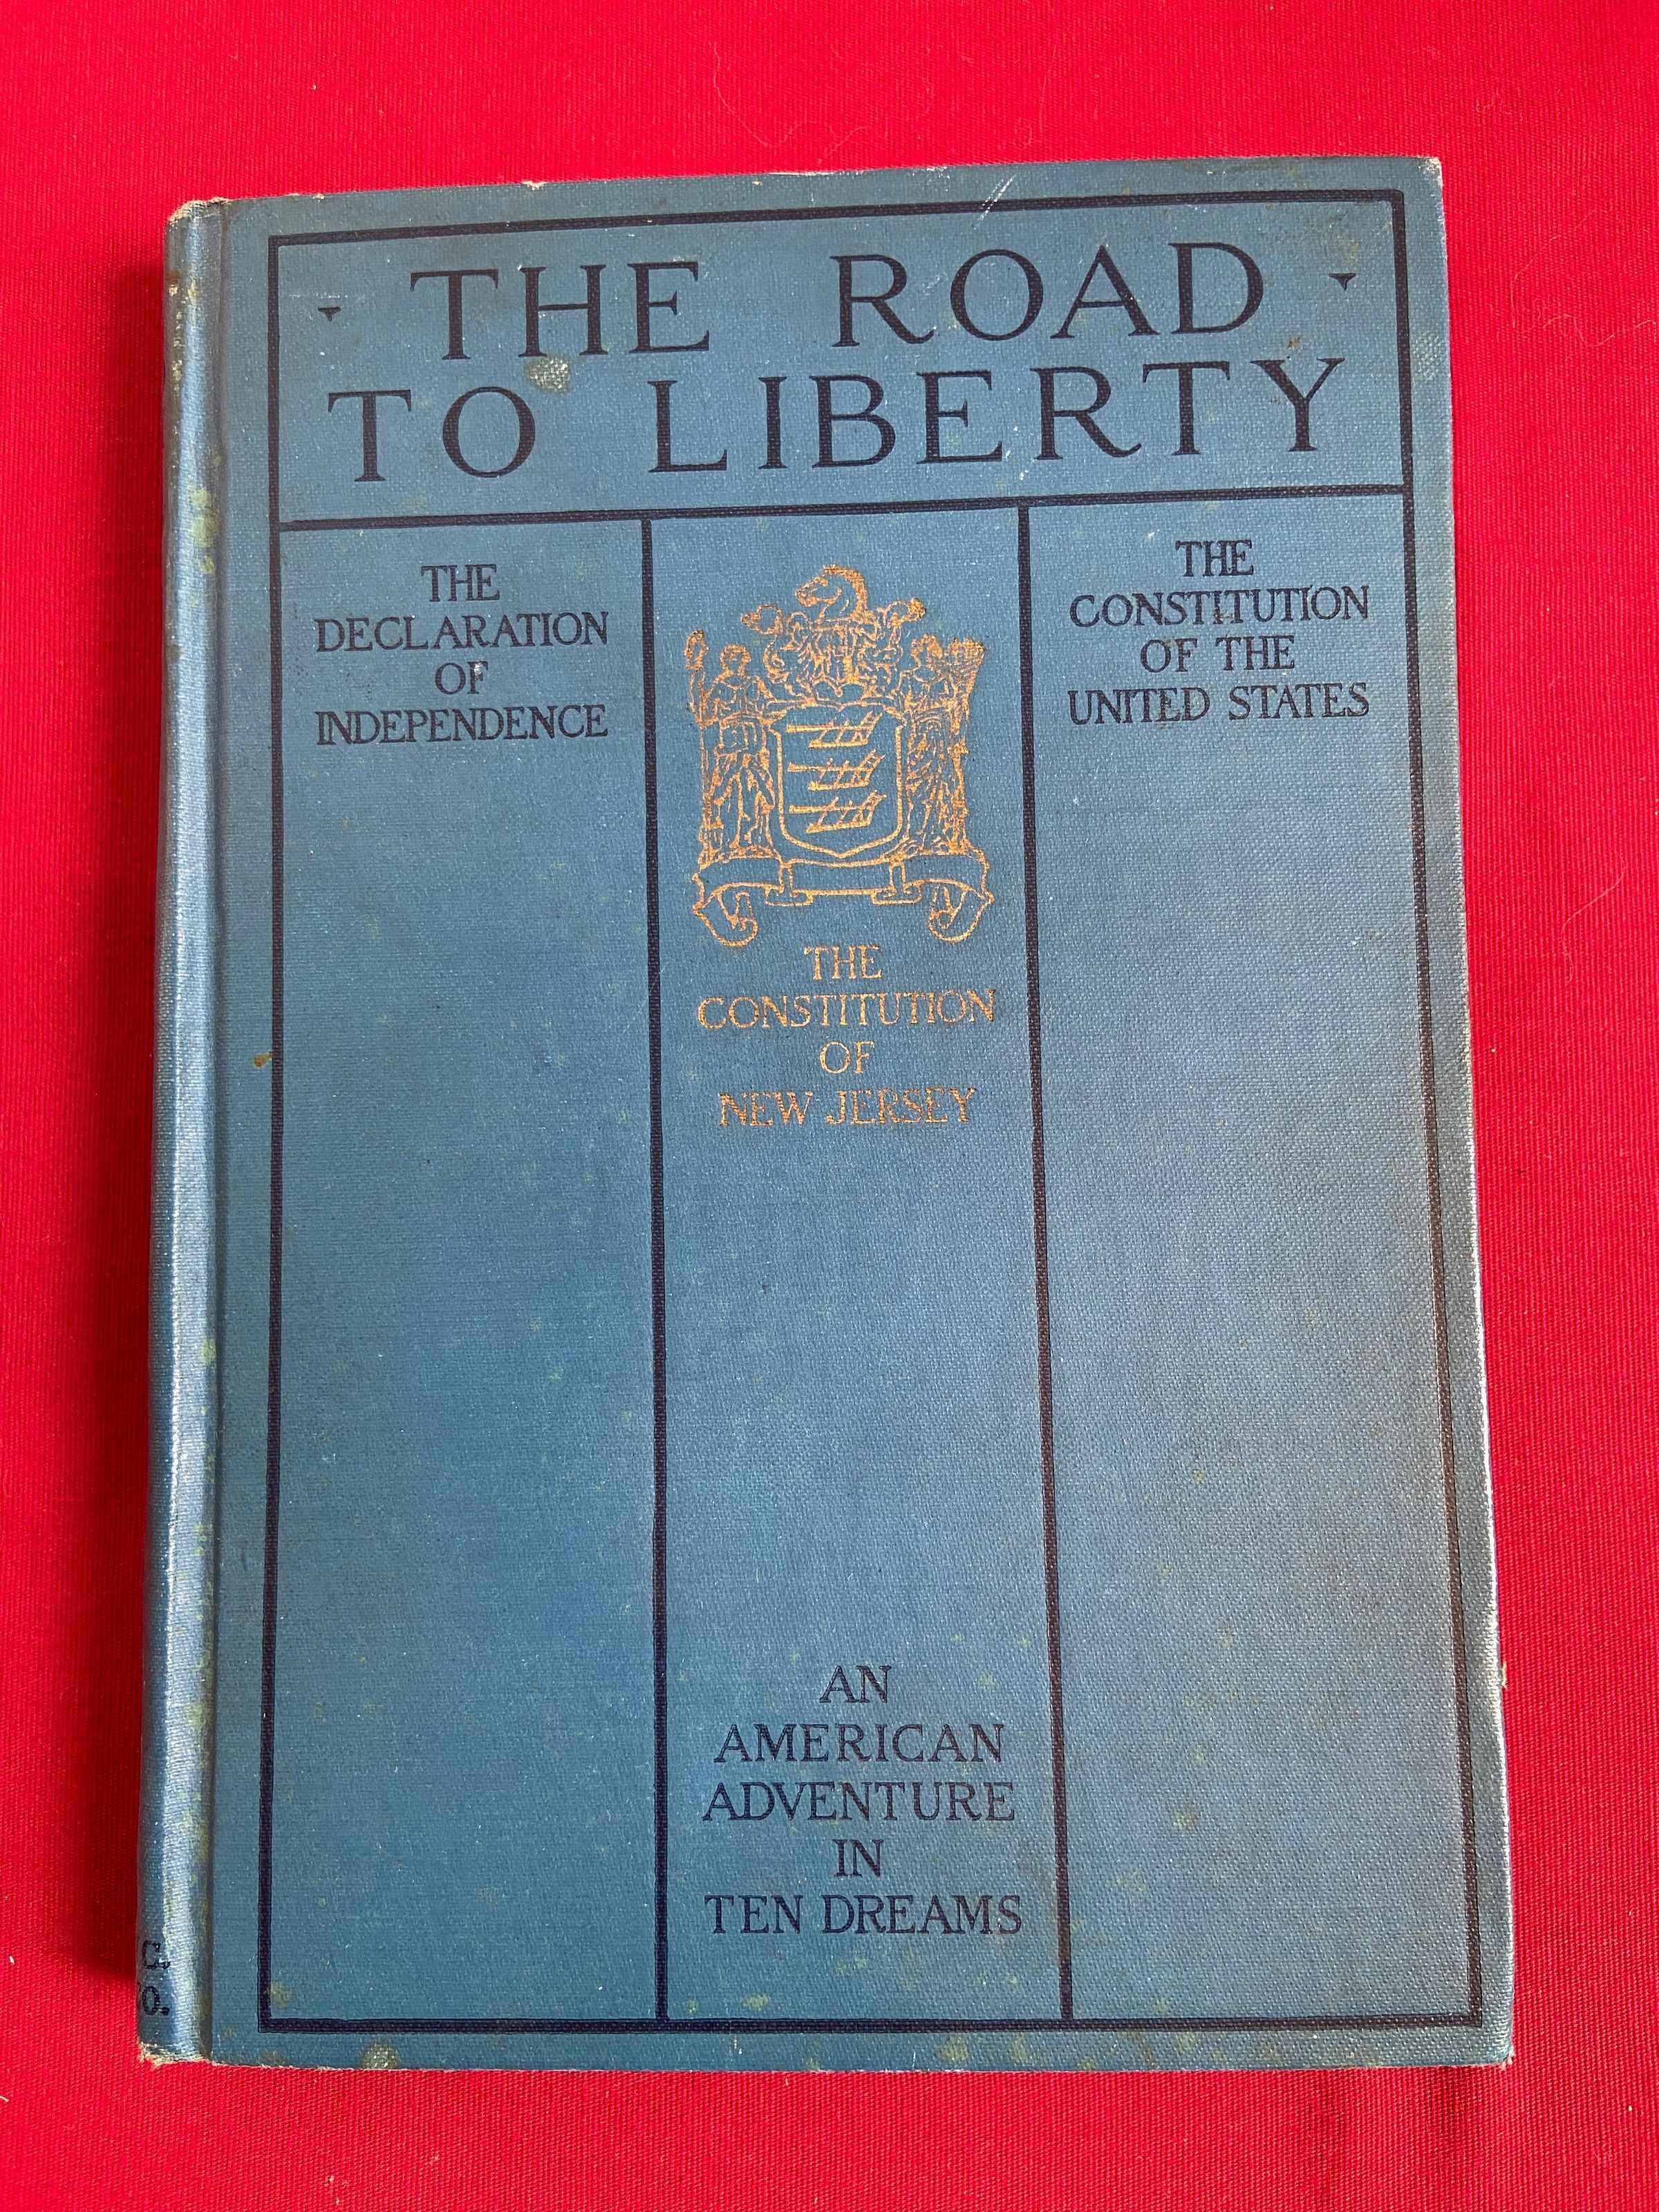 THE ROAD
TO LIBERTY
THE
DECLARATION
OF
INDEPENDENCE
THE
CONSTITUTION
OF
NEW JERSEY
THE
CONSTITUTION
OF THE
UNITED STATES
AN
AMERICAN
ADVENTURE
IN
TEN DREAMS